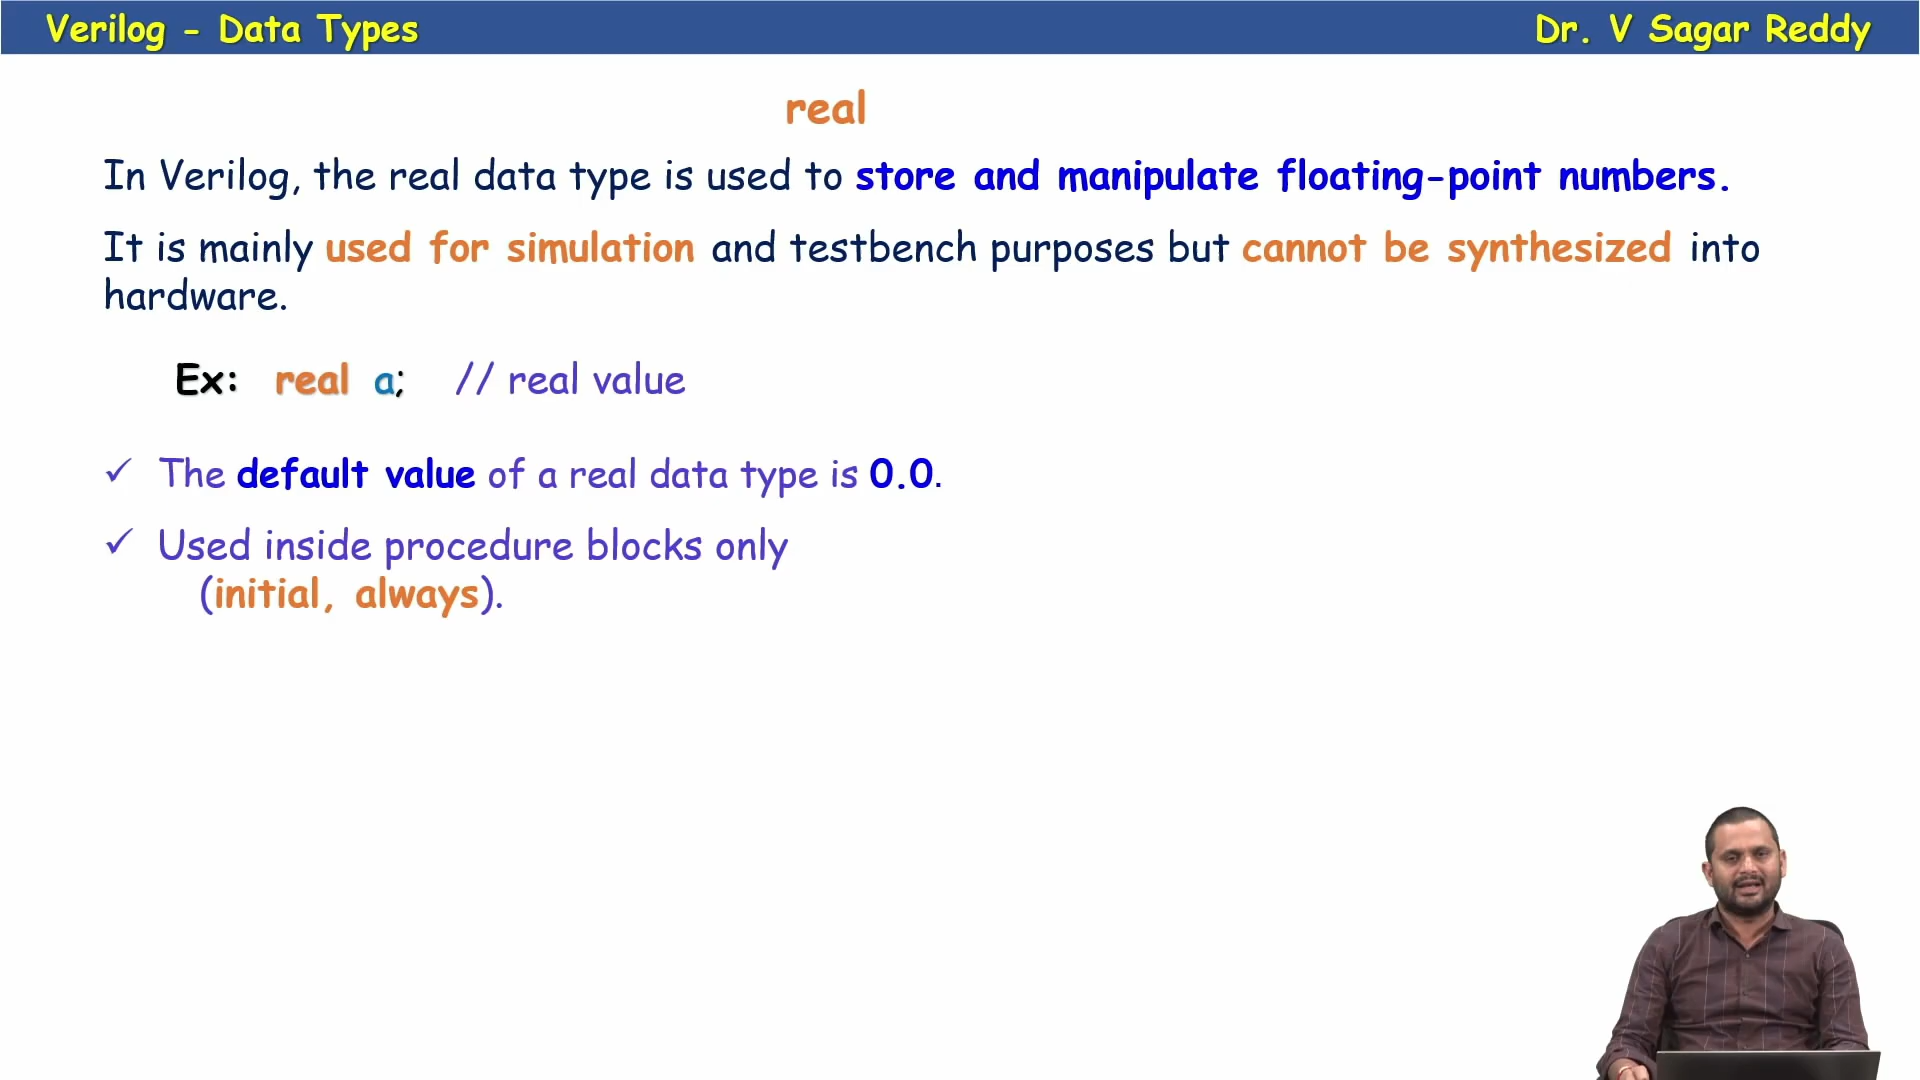 Verilog - Data Types
Dr. V Sagar Reddy
real
In Verilog, the real data type is used to store and manipulate floating-point numbers.
It is mainly used for simulation and testbench purposes but cannot be synthesized into
hardware.
Ex: real a; // real value
✓ The default value of a real data type is 0.0.
✓ Used inside procedure blocks only
(initial, always).